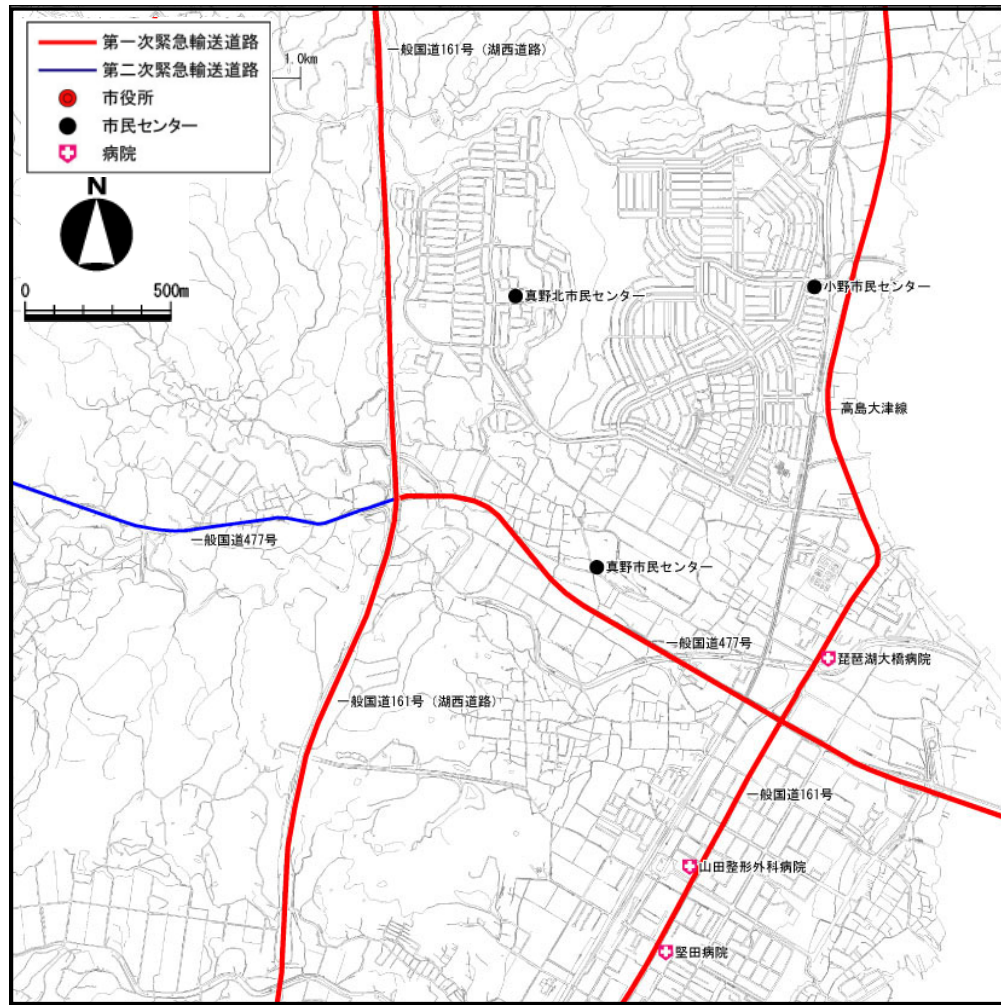 第一次緊急輸送道路
第二次緊急輸送道路
市役所
市民センター
病院
1.0km
一般国道161号（湖西道路）
N
0 500m
真野北市民センター
小野市民センター
高島大津線
一般国道477号
真野市民センター
一般国道477号
琵琶湖大橋病院
一般国道161号（湖西道路）
一般国道161号
山田整形外科病院
堅田病院